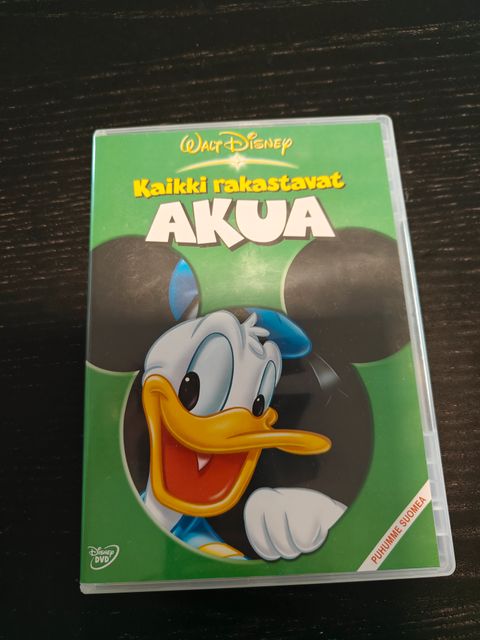 WALT DISNEY
Kaikki rakastavat
AKUA
DISNEY
DVD
PUHUMME SUOMEA